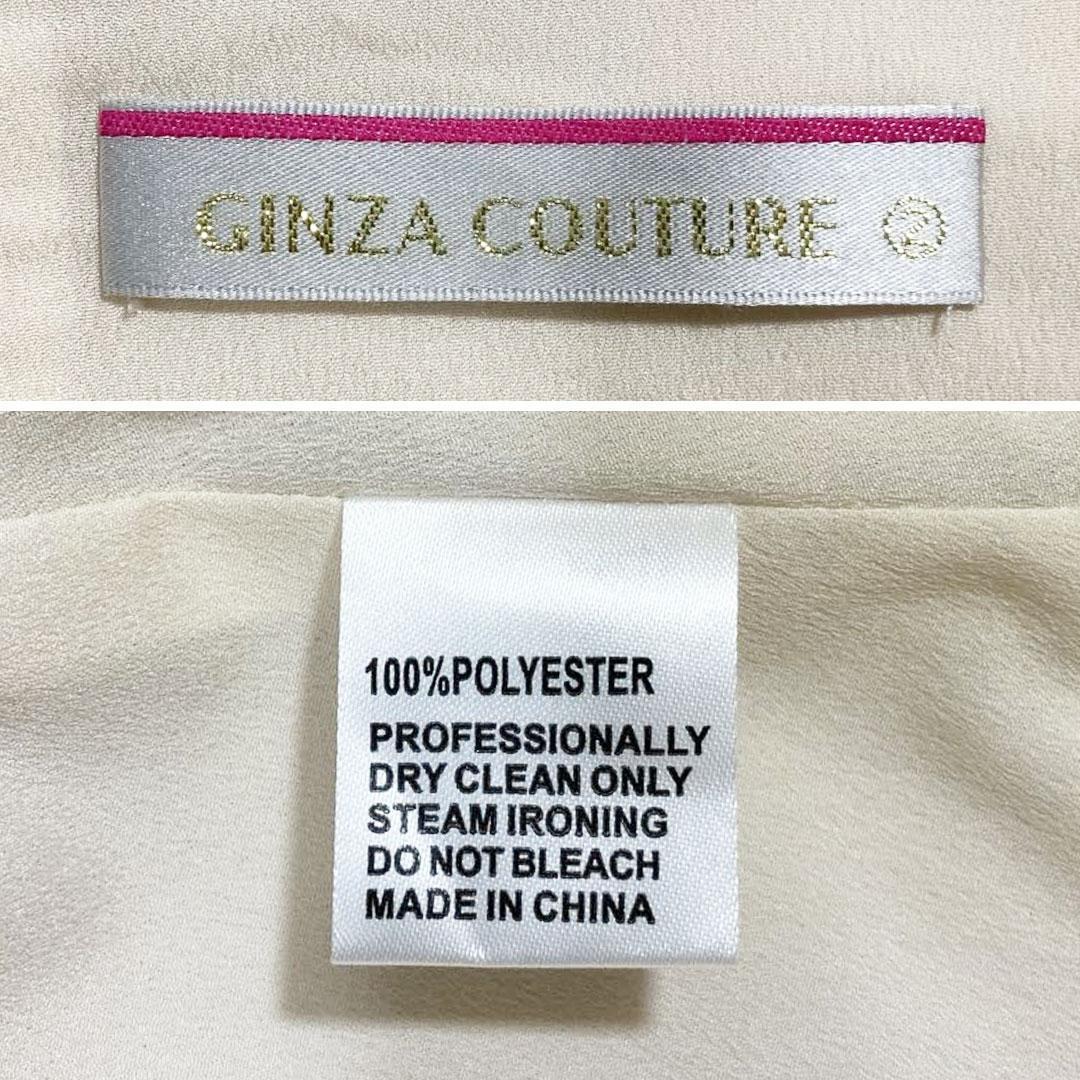 GINZA COUTURE
100%POLYESTER
PROFESSIONALLY
DRY CLEAN ONLY
STEAM IRONING
DO NOT BLEACH
MADE IN CHINA